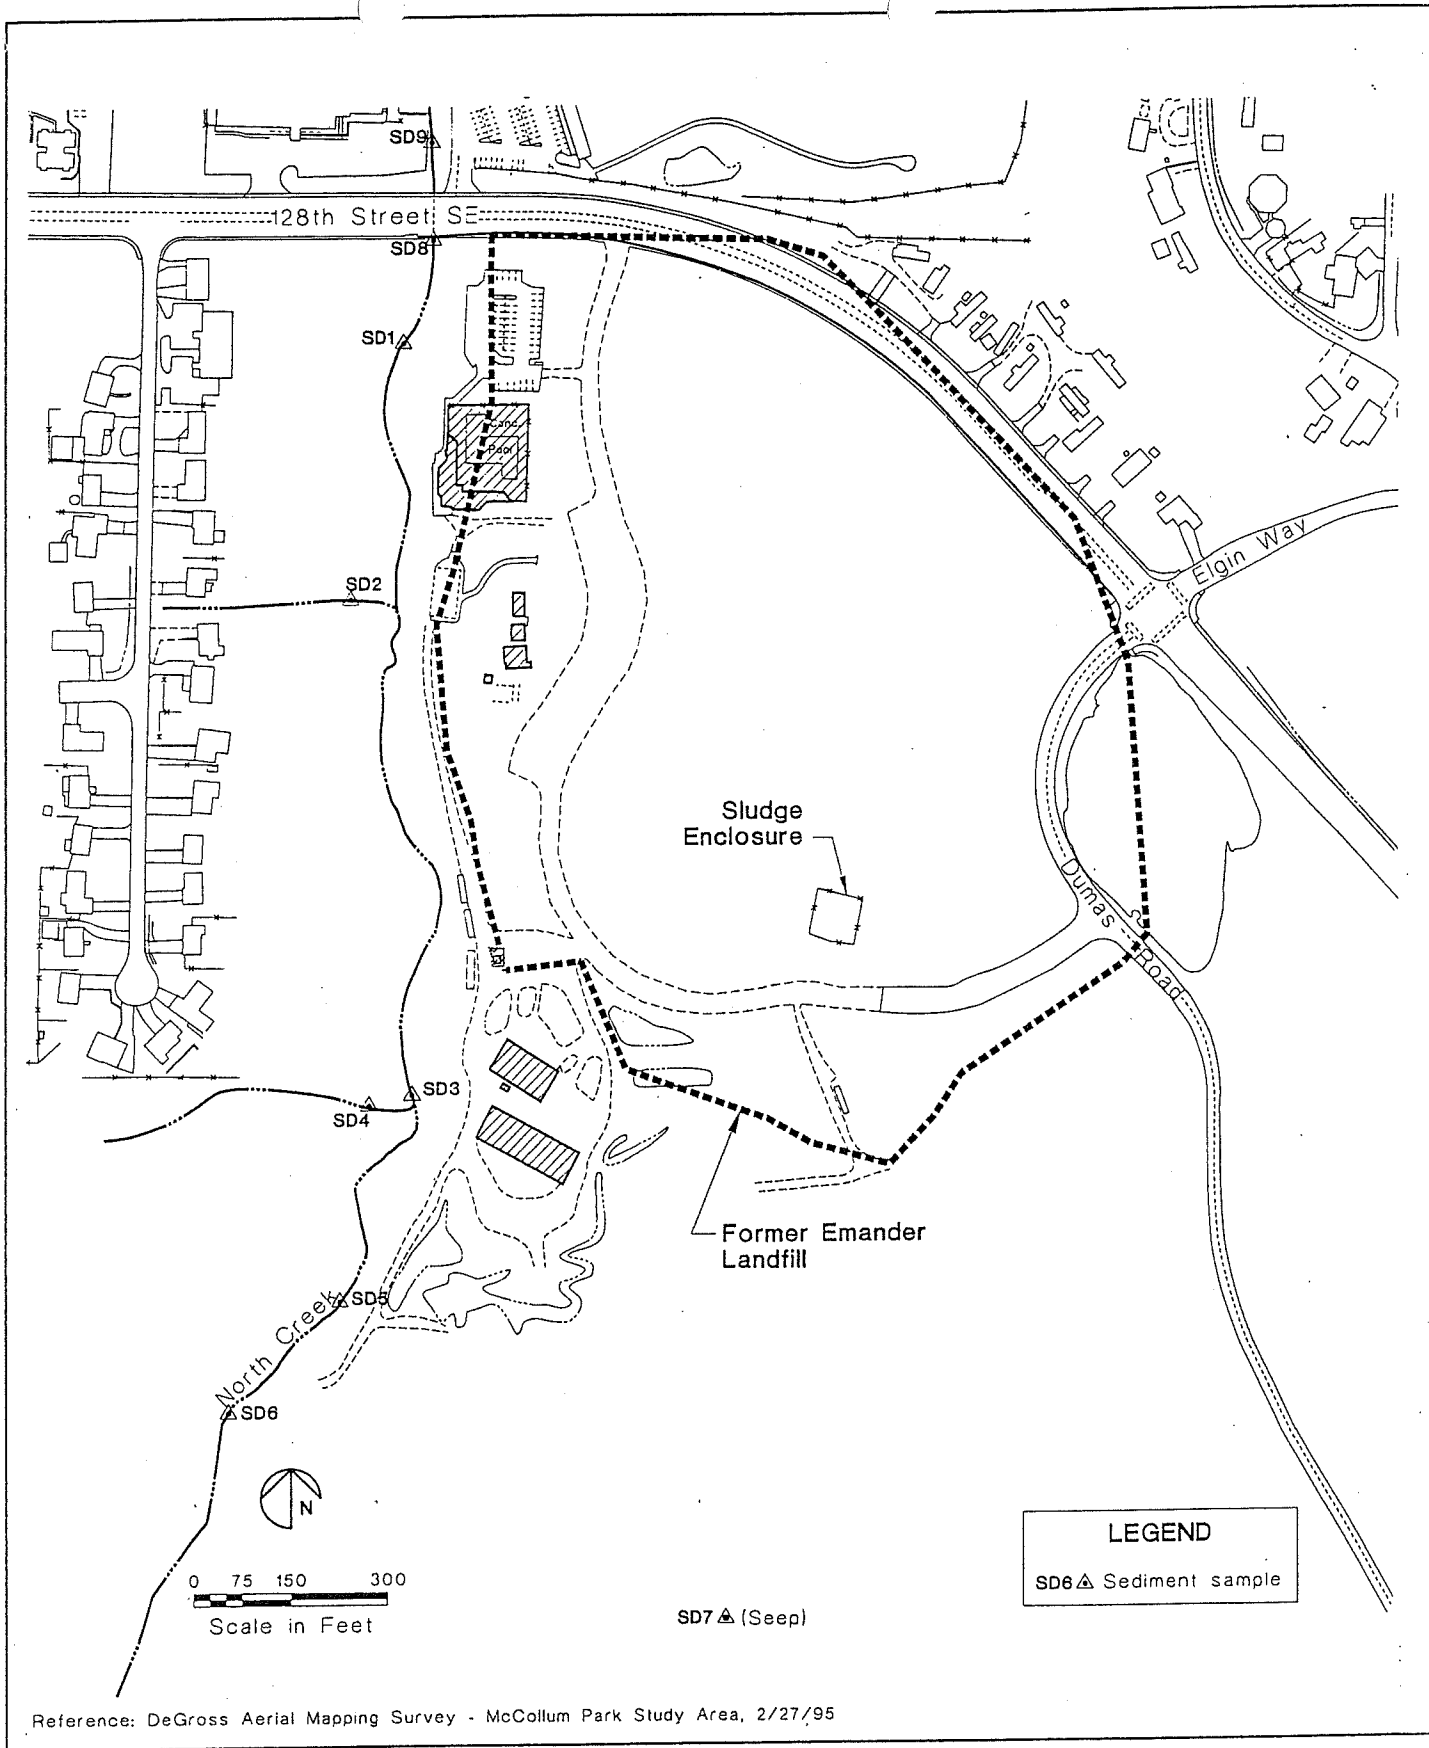 SD9
128th Street SE
SD8
SD1
Conc.
Pool
Elgin Way
SD2
Sludge
Enclosure
Dumas Road
SD3
SD4
Former Emander
Landfill
SD5
North Creek
SD6
N
LEGEND
SD6 Sediment sample
0 75 150 300
Scale in Feet
SD7 (Seep)
Reference: DeGross Aerial Mapping Survey - McCollum Park Study Area, 2/27/95